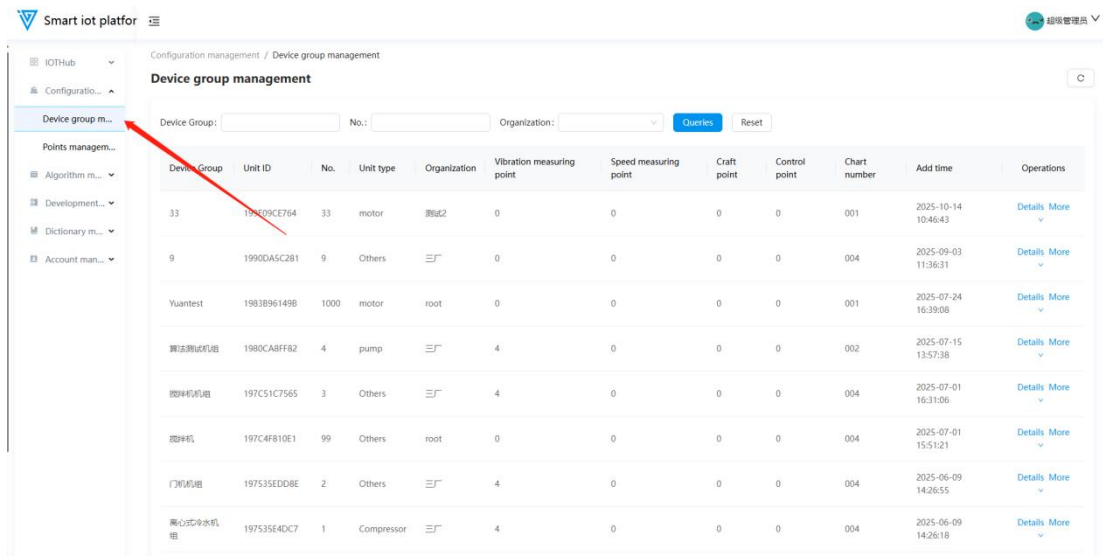 Smart iot platfor
超级管理员
IOTHub
Configuratio...
Device group m...
Points managem...
Algorithm m...
Development...
Dictionary m...
Account man...
Configuration management / Device group management
Device group management
Device Group: No.: Organization: Queries Reset
Device Group Unit ID No. Unit type Organization Vibration measuring point Speed measuring point Craft point Control point Chart number Add time Operations
33 199E09CE764 33 motor 测试2 0 0 0 0 001 2025-10-14 10:46:43 Details More
9 1990DA5C281 9 Others 三厂 0 0 0 0 004 2025-09-03 11:36:31 Details More
Yuantest 1983B96149B 1000 motor root 0 0 0 0 001 2025-07-24 16:39:08 Details More
算法测试机组 1980CA8FF82 4 pump 三厂 4 0 0 0 002 2025-07-15 13:57:38 Details More
搅拌机机组 197C51C7565 3 Others 三厂 4 0 0 0 004 2025-07-01 16:31:06 Details More
搅拌机 197C4F810E1 99 Others root 0 0 0 0 004 2025-07-01 15:51:21 Details More
门机机组 197535EDD8E 2 Others 三厂 4 0 0 0 004 2025-06-09 14:26:55 Details More
离心式冷水机组 197535E4DC7 1 Compressor 三厂 4 0 0 0 004 2025-06-09 14:26:18 Details More